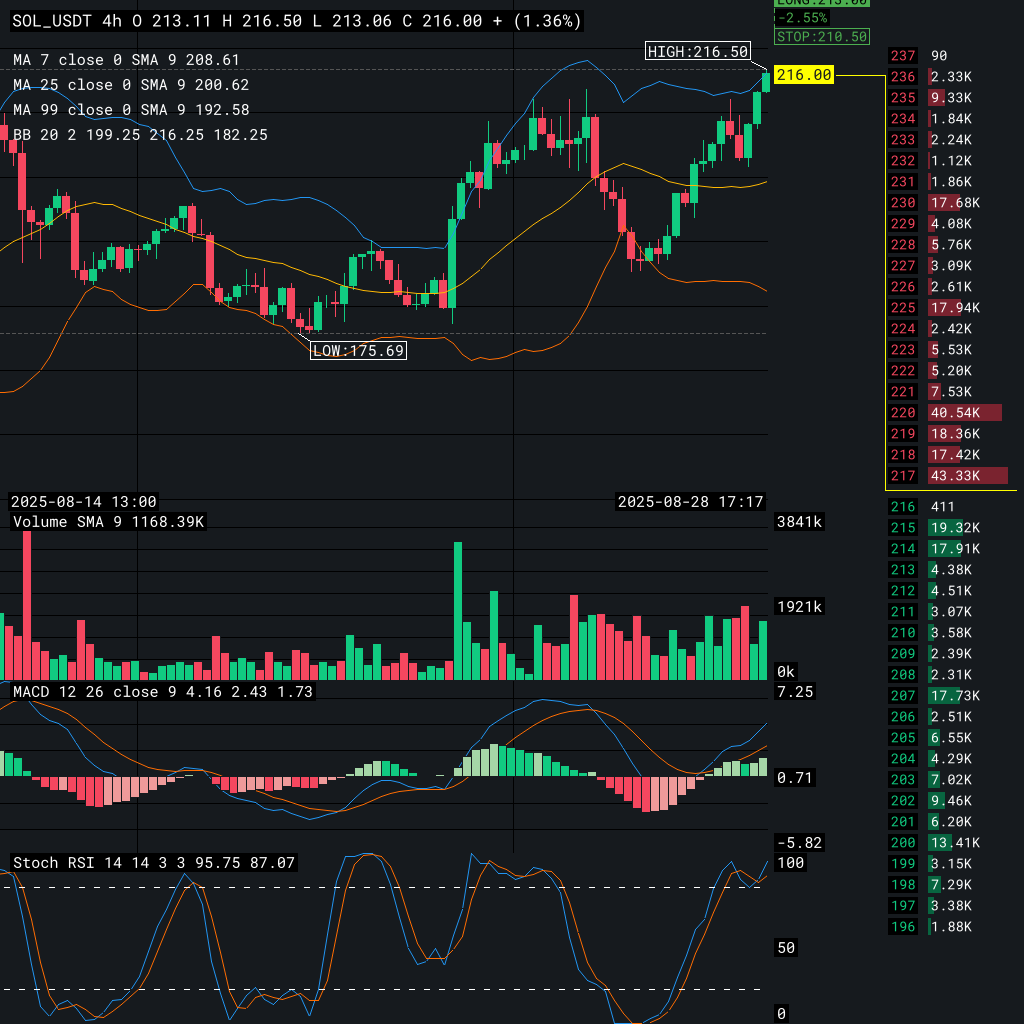 SOL_USDT 4h O 213.11 H 216.50 L 213.06 C 216.00 + (1.36%)
LONG:213.00
-2.55%
STOP:210.50
HIGH:216.50
MA 7 close 0 SMA 9 208.61
MA 25 close 0 SMA 9 200.62
MA 99 close 0 SMA 9 192.58
BB 20 2 199.25 216.25 182.25
216.00
LOW:175.69
2025-08-14 13:00
2025-08-28 17:17
Volume SMA 9 1168.39K
3841k
1921k
0k
MACD 12 26 close 9 4.16 2.43 1.73
7.25
0.71
-5.82
Stoch RSI 14 14 3 3 95.75 87.07
100
50
0
237 90
236 2.33K
235 9.33K
234 1.84K
233 2.24K
232 1.12K
231 1.86K
230 17.68K
229 4.08K
228 5.76K
227 3.09K
226 2.61K
225 17.94K
224 2.42K
223 5.53K
222 5.20K
221 7.53K
220 40.54K
219 18.36K
218 17.42K
217 43.33K
216 411
215 19.32K
214 17.91K
213 4.38K
212 4.51K
211 3.07K
210 3.58K
209 2.39K
208 2.31K
207 17.73K
206 2.51K
205 6.55K
204 4.29K
203 7.02K
202 9.46K
201 6.20K
200 13.41K
199 3.15K
198 7.29K
197 3.38K
196 1.88K